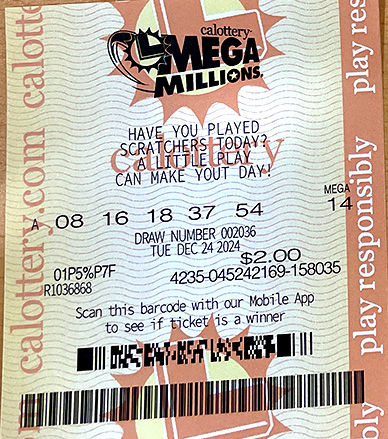 calottery
MEGA
MILLIONS
HAVE YOU PLAYED
SCRATCHERS TODAY?
A LITTLE PLAY
CAN MAKE YOUT DAY!
calottery
MEGA
A 08 16 18 37 54 14
DRAW NUMBER 002036
TUE DEC 24 2024
$2.00
01P5%P7F 4235-045242169-158035
R1036868
Scan this barcode with our Mobile App
to see if ticket is a winner
calottery.com calotte
play responsibly play res